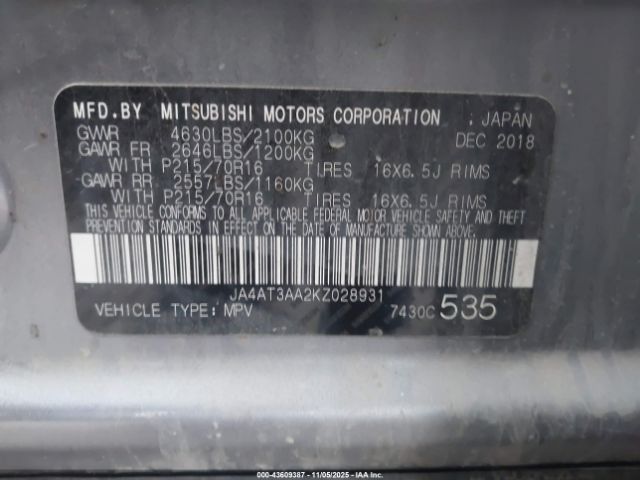 MFD.BY MITSUBISHI MOTORS CORPORATION , JAPAN
GVWR 4630LBS/2100KG DEC 2018
GAWR FR 2646LBS/1200KG
WITH P215/70R16 TIRES 16X6.5J RIMS
GAWR RR 2557LBS/1160KG
WITH P215/70R16 TIRES 16X6.5J RIMS
THIS VEHICLE CONFORMS TO ALL APPLICABLE FEDERAL MOTOR VEHICLE SAFETY AND THEFT
PREVENTION STANDARDS IN EFFECT ON THE DATE OF MANUFACTURE SHOWN ABOVE.
JA4AT3AA2KZ028931
VEHICLE TYPE: MPV 7430C 535
000-43609387 - 11/05/2025 - IAAI.COM